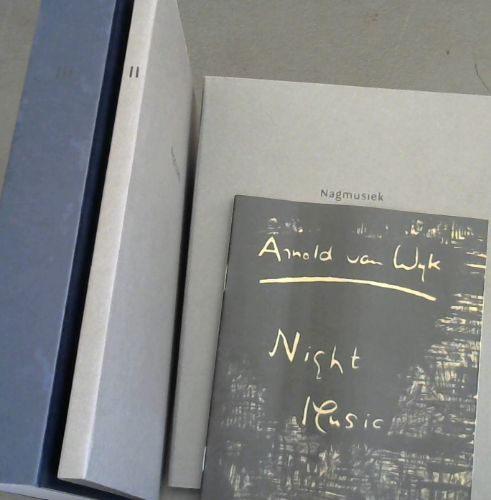 III
II
Nagmusiek
Arnold van Wyk
Night
Music